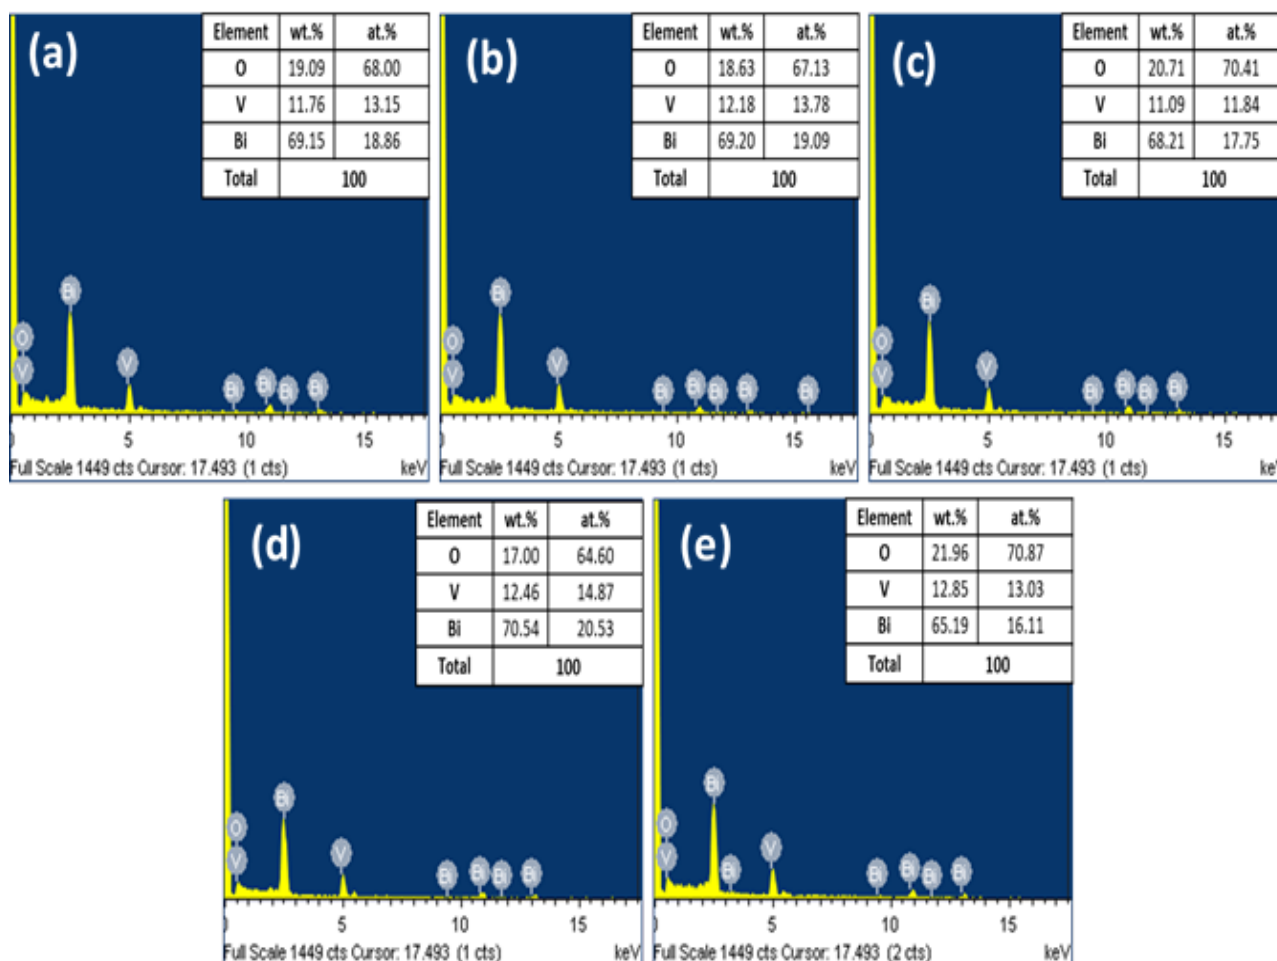 (a)
Element wt.% at.%
O 19.09 68.00
V 11.76 13.15
Bi 69.15 18.86
Total 100
Bi
O
V
V
Bi Bi Bi Bi
0 5 10 15
Full Scale 1449 cts Cursor: 17.493 (1 cts) keV
(b)
Element wt.% at.%
O 18.63 67.13
V 12.18 13.78
Bi 69.20 19.09
Total 100
Bi
O
V
V
Bi Bi Bi Bi Bi
0 5 10 15
Full Scale 1449 cts Cursor: 17.493 (1 cts) keV
(c)
Element wt.% at.%
O 20.71 70.41
V 11.09 11.84
Bi 68.21 17.75
Total 100
Bi
O
V
V
Bi Bi Bi Bi
0 5 10 15
Full Scale 1449 cts Cursor: 17.493 (1 cts)
(d)
Element wt.% at.%
O 17.00 64.60
V 12.46 14.87
Bi 70.54 20.53
Total 100
Bi
O
V
V
Bi Bi Bi Bi
0 5 10 15
Full Scale 1449 cts Cursor: 17.493 (1 cts)
(e)
Element wt.% at.%
O 21.96 70.87
V 12.85 13.03
Bi 65.19 16.11
Total 100
Bi
O
V
Bi
V
Bi Bi Bi Bi
0 5 10 15
Full Scale 1449 cts Cursor: 17.493 (2 cts) keV